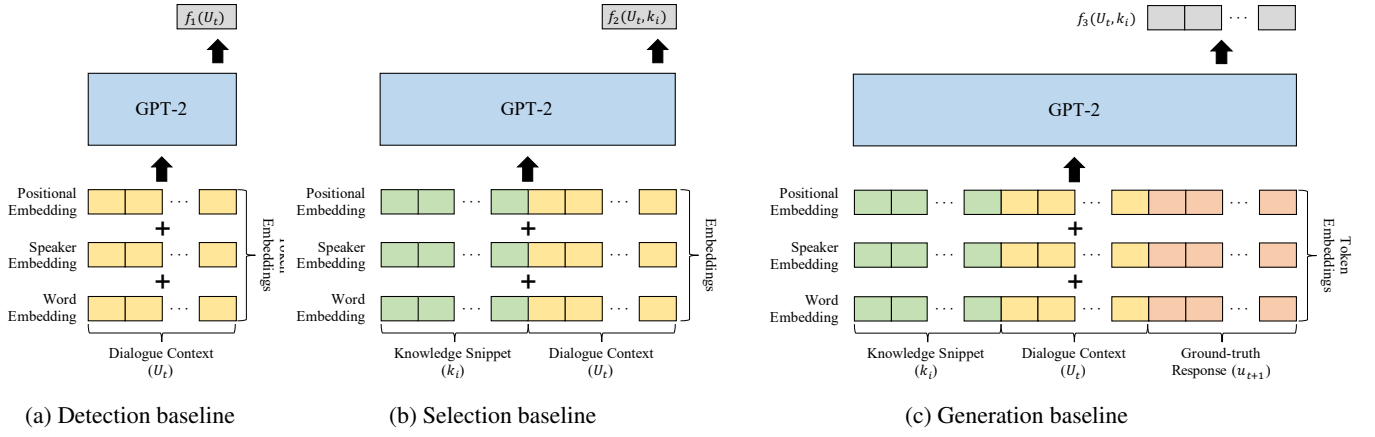 f₁(Uₜ)
GPT-2
Positional
Embedding
···
+
Speaker
Embedding
···
+
Word
Embedding
···
Embeddings
Dialogue Context
(Uₜ)
(a) Detection baseline
f₂(Uₜ, kᵢ)
GPT-2
Positional
Embedding
··· ···
+
Speaker
Embedding
··· ···
+
Word
Embedding
··· ···
Embeddings
Knowledge Snippet
(kᵢ)
Dialogue Context
(Uₜ)
(b) Selection baseline
f₃(Uₜ, kᵢ) ···
GPT-2
Positional
Embedding
··· ··· ···
+
Speaker
Embedding
··· ··· ···
+
Word
Embedding
··· ··· ···
Token
Embeddings
Knowledge Snippet
(kᵢ)
Dialogue Context
(Uₜ)
Ground-truth
Response (uₜ₊₁)
(c) Generation baseline